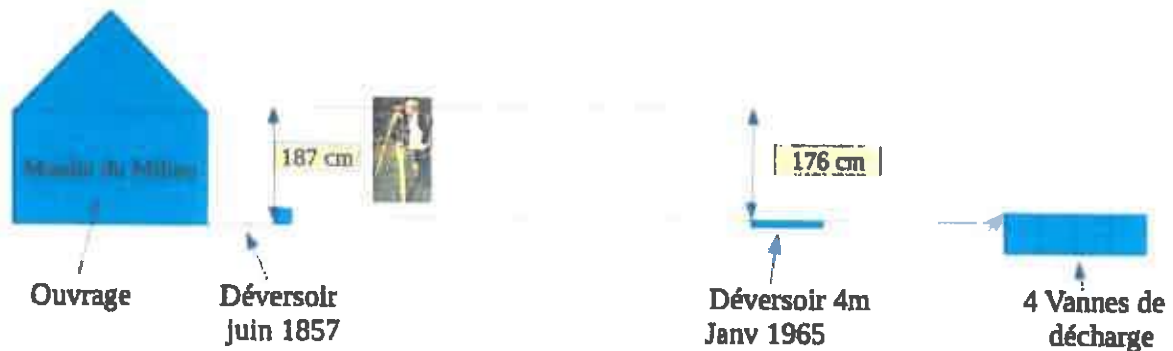 Moulin du Milieu
187 cm
176 cm
Ouvrage
Déversoir
juin 1857
Déversoir 4m
Janv 1965
4 Vannes de
décharge